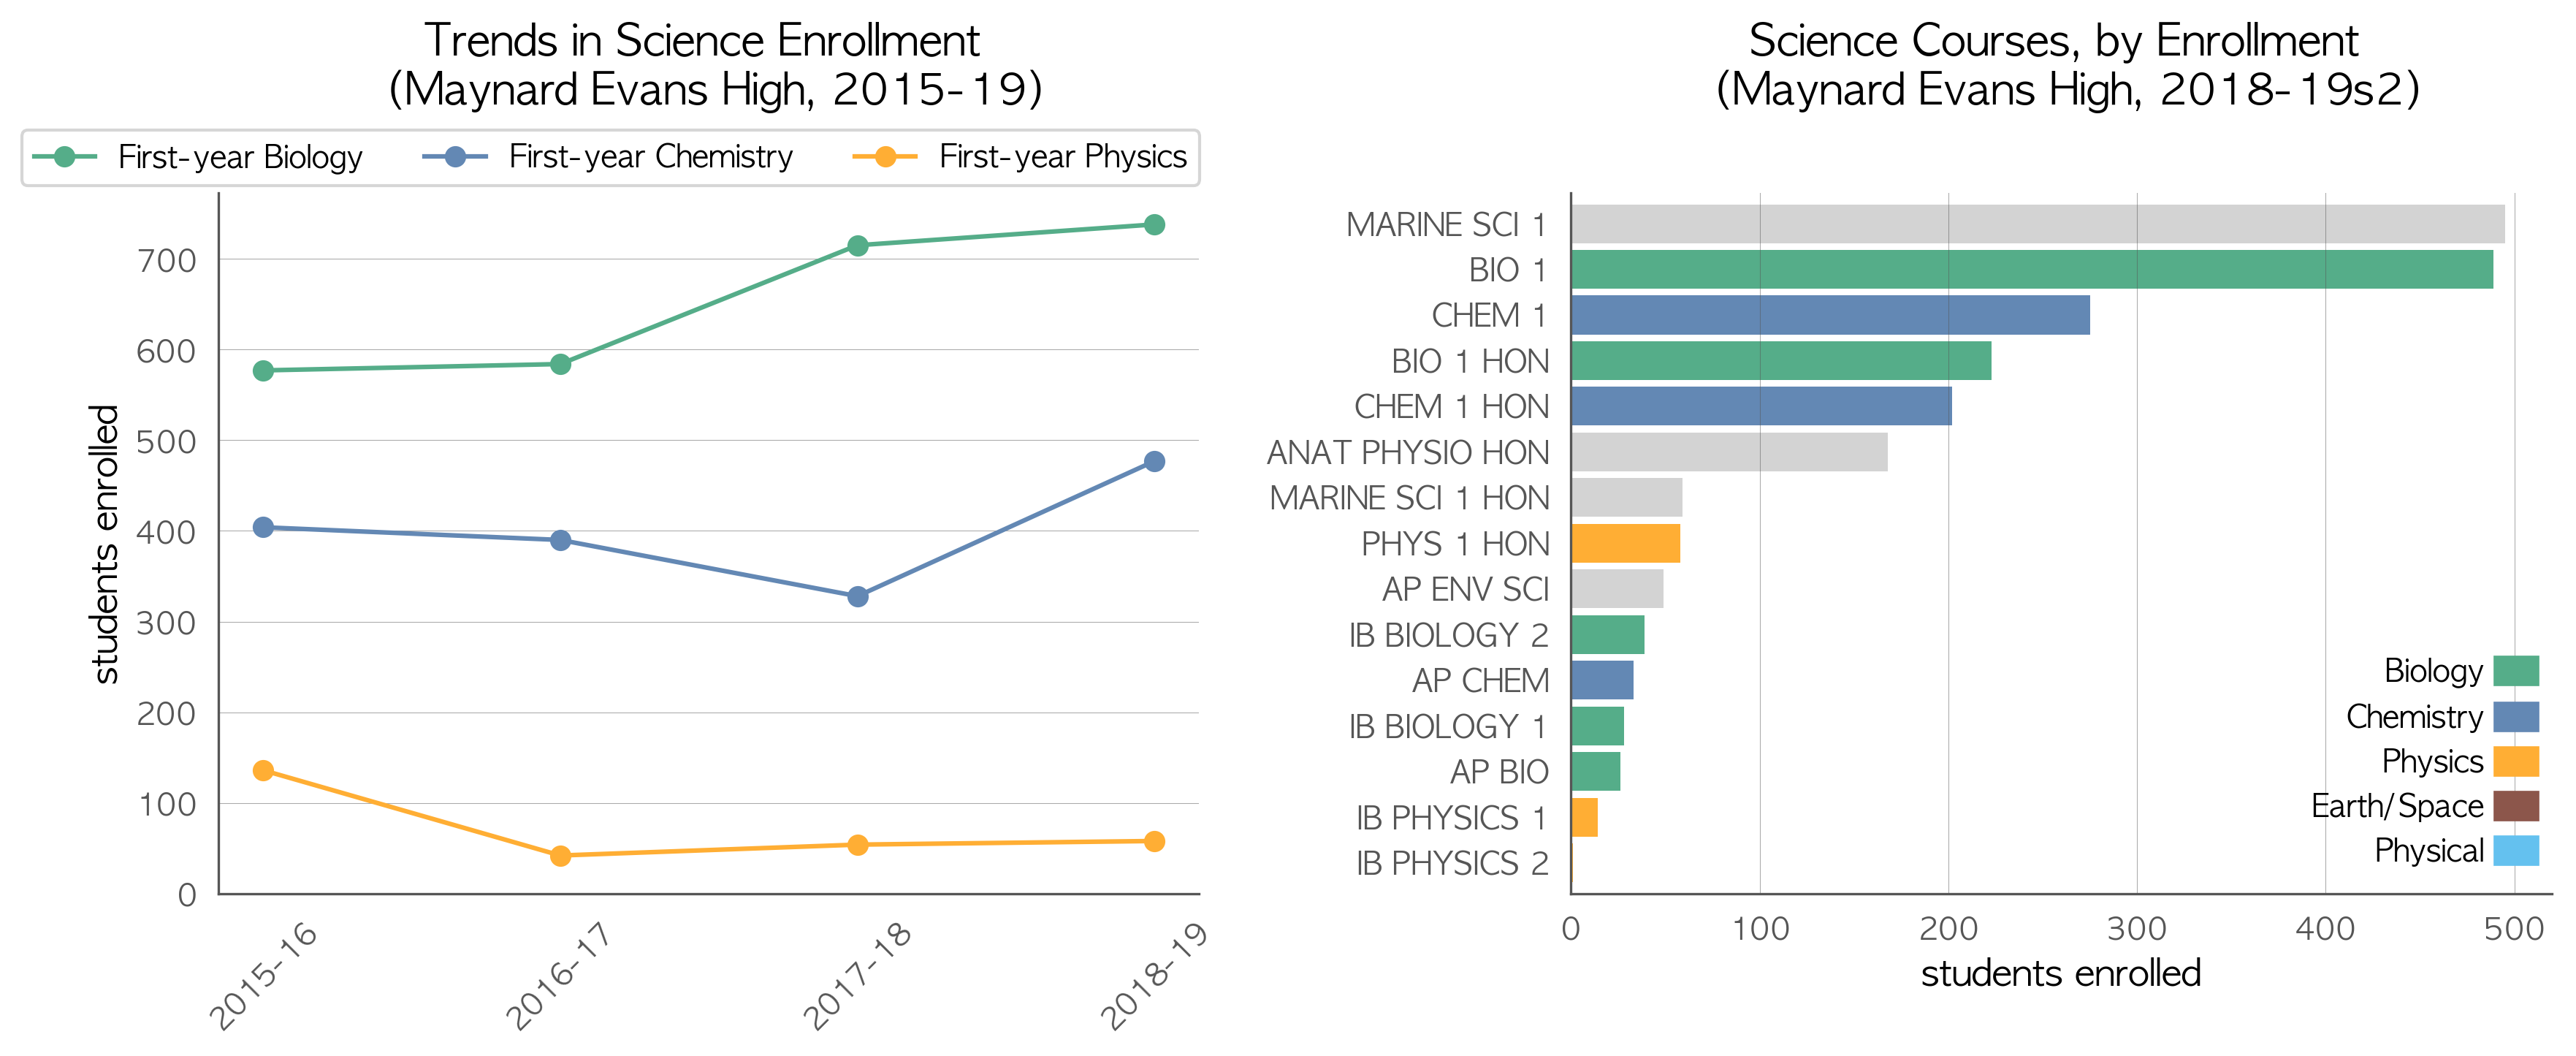 Trends in Science Enrollment
(Maynard Evans High, 2015-19)
First-year Biology
First-year Chemistry
First-year Physics
students enrolled
700
600
500
400
300
200
100
0
2015-16
2016-17
2017-18
2018-19
Science Courses, by Enrollment
(Maynard Evans High, 2018-19s2)
MARINE SCI 1
BIO 1
CHEM 1
BIO 1 HON
CHEM 1 HON
ANAT PHYSIO HON
MARINE SCI 1 HON
PHYS 1 HON
AP ENV SCI
IB BIOLOGY 2
AP CHEM
IB BIOLOGY 1
AP BIO
IB PHYSICS 1
IB PHYSICS 2
Biology
Chemistry
Physics
Earth/Space
Physical
0
100
200
300
400
500
students enrolled